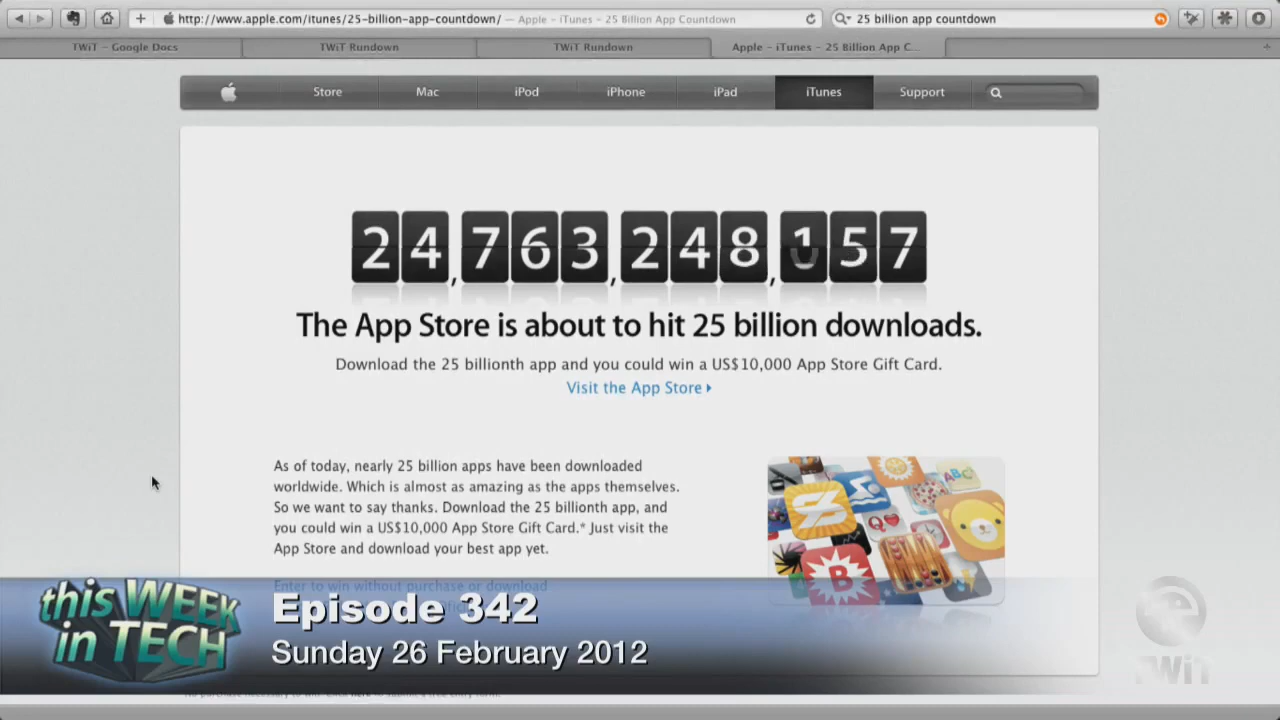 http://www.apple.com/itunes/25-billion-app-countdown/ — Apple – iTunes – 25 Billion App Countdown
25 billion app countdown
TWiT – Google Docs
TWiT Rundown
TWiT Rundown
Apple – iTunes – 25 Billion App C...
Store
Mac
iPod
iPhone
iPad
iTunes
Support
24,763,248,157
The App Store is about to hit 25 billion downloads.
Download the 25 billionth app and you could win a US$10,000 App Store Gift Card.
Visit the App Store
As of today, nearly 25 billion apps have been downloaded
worldwide. Which is almost as amazing as the apps themselves.
So we want to say thanks. Download the 25 billionth app, and
you could win a US$10,000 App Store Gift Card.* Just visit the
App Store and download your best app yet.
Enter to win without purchase or download
ABC
Q
B
this WEEK
in TECH
Episode 342
Sunday 26 February 2012
TWiT